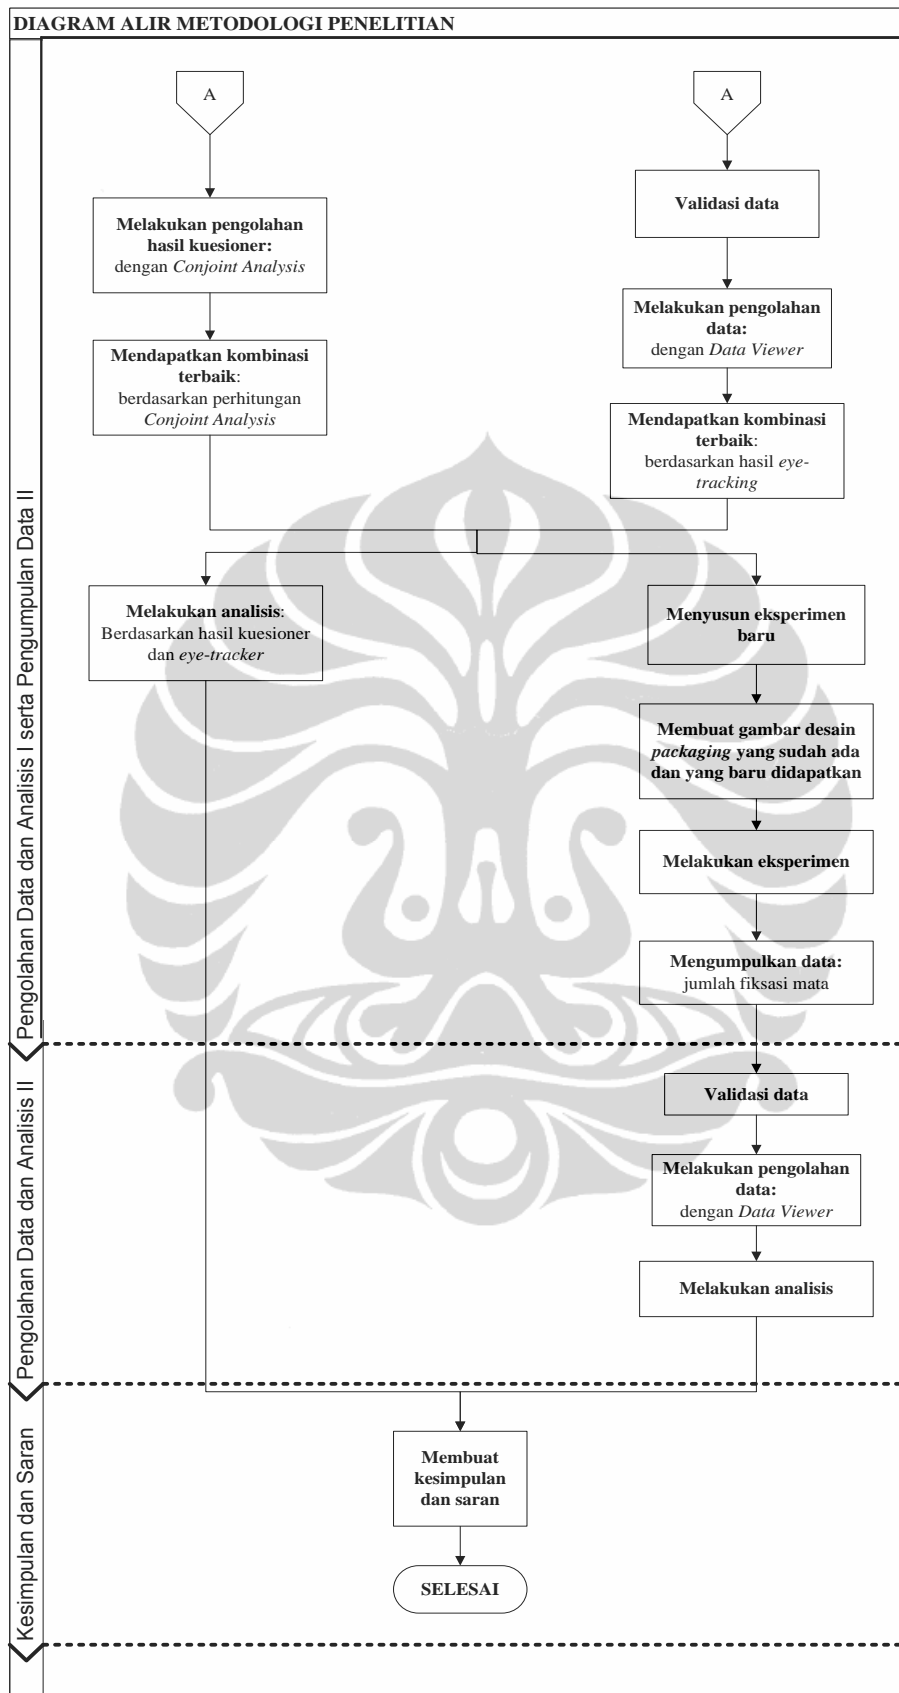 DIAGRAM ALIR METODOLOGI PENELITIAN
Pengolahan Data dan Analisis I serta Pengumpulan Data II
A
A
Melakukan pengolahan
hasil kuesioner:
dengan Conjoint Analysis
Validasi data
Mendapatkan kombinasi
terbaik:
berdasarkan perhitungan
Conjoint Analysis
Melakukan pengolahan
data:
dengan Data Viewer
Mendapatkan kombinasi
terbaik:
berdasarkan hasil eye-
tracking
Melakukan analisis:
Berdasarkan hasil kuesioner
dan eye-tracker
Menyusun eksperimen
baru
Membuat gambar desain
packaging yang sudah ada
dan yang baru didapatkan
Melakukan eksperimen
Mengumpulkan data:
jumlah fiksasi mata
Pengolahan Data dan Analisis II
Validasi data
Melakukan pengolahan
data:
dengan Data Viewer
Melakukan analisis
Kesimpulan dan Saran
Membuat
kesimpulan
dan saran
SELESAI